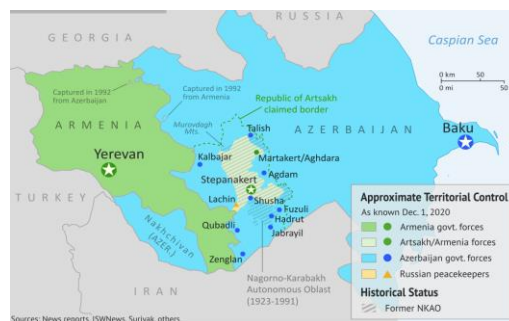 RUSSIA
GEORGIA
Caspian Sea
Captured in 1992
from Azerbaijan
Captured in 1992
from Armenia
Republic of Artsakh
claimed border
0 km
50
0 mi
50
ARMENIA
Murovdagh
Mts.
Talish
AZERBAIJAN
Baku
Yerevan
Kalbajar
Martakert/Aghdara
Stepanakert
Agdam
TURKEY
Lachin
Shusha
Nakhchivan
(AZER.)
Qubadli
Fuzuli
Hadrut
Jabrayil
Zenglan
IRAN
Nagorno-Karabakh
Autonomous Oblast
(1923-1991)
Approximate Territorial Control
As known Dec. 1, 2020
Armenia govt. forces
Artsakh/Armenia forces
Azerbaijan govt. forces
Russian peacekeepers
Historical Status
Former NKAO
Sources: News reports, ISWNews, Suriyak, others